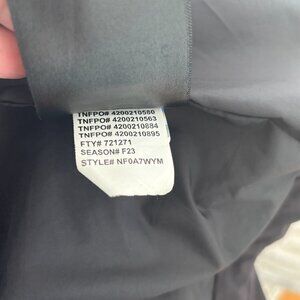 TNFPO# 4200210560
TNFPO# 4200210563
TNFPO# 4200210884
TNFPO# 4200210895
FTY# 721271
SEASON# F23
STYLE# NF0A7WYM